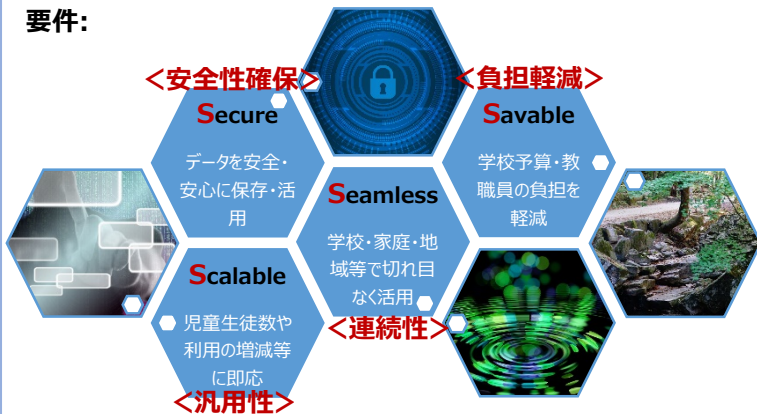 要件:
<安全性確保>
Secure
データを安全・
安心に保存・活
用
<負担軽減>
Savable
学校予算・教
職員の負担を
軽減
Seamless
学校・家庭・地
域等で切れ目
なく活用
<連続性>
Scalable
児童生徒数や
利用の増減等
に即応
<汎用性>